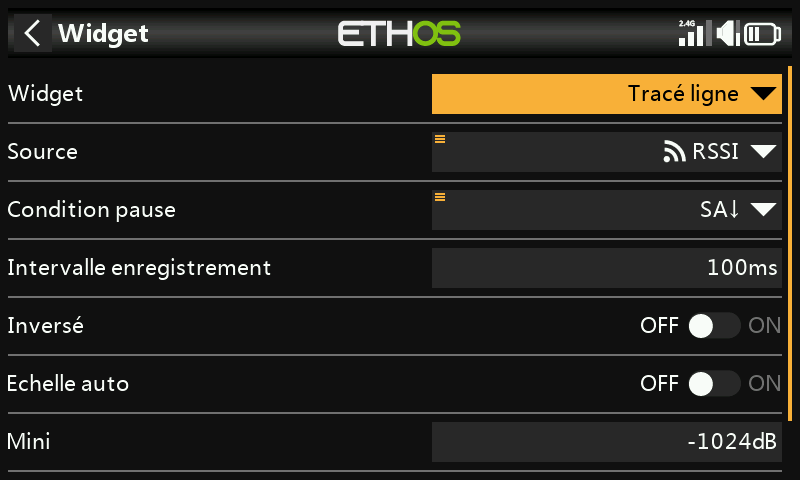 Widget
ETHOS
2.4G
Widget
Tracé ligne
Source
RSSI
Condition pause
SA↓
Intervalle enregistrement
100ms
Inversé
OFF ON
Echelle auto
OFF ON
Mini
-1024dB